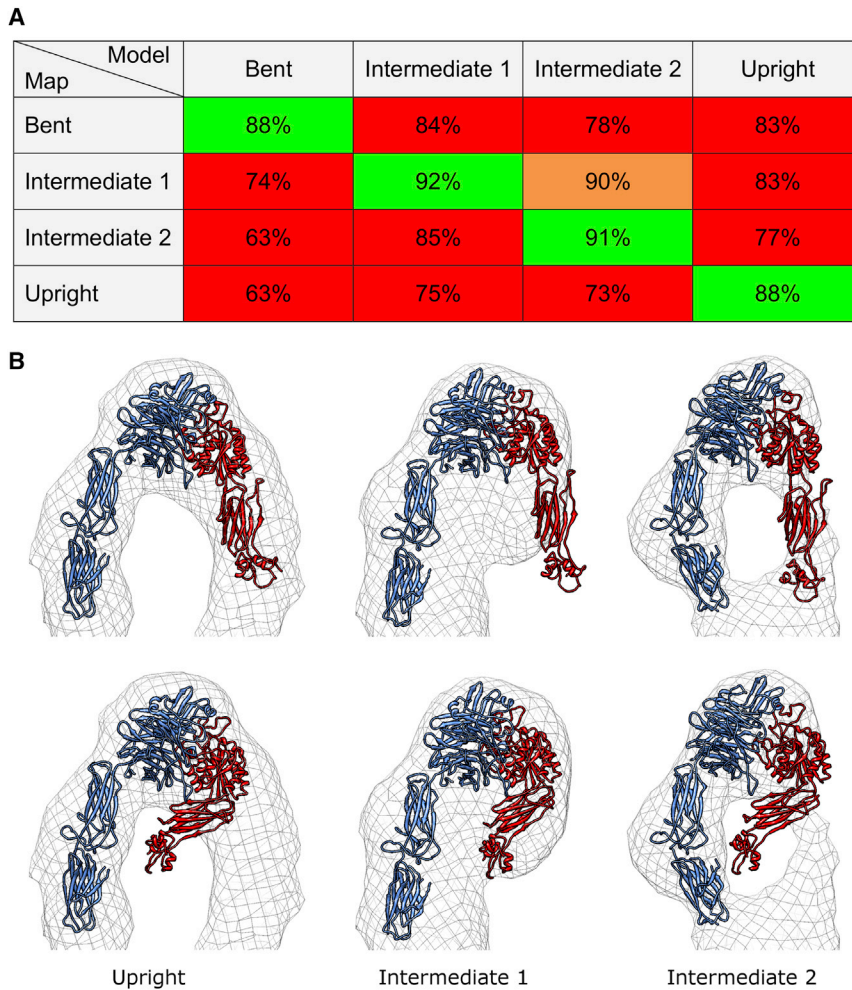 A
Model
Map
Bent Intermediate 1 Intermediate 2 Upright
Bent 88% 84% 78% 83%
Intermediate 1 74% 92% 90% 83%
Intermediate 2 63% 85% 91% 77%
Upright 63% 75% 73% 88%
B
Upright Intermediate 1 Intermediate 2